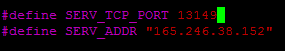 #define SERV_TCP_PORT 13149
#define SERV_ADDR "165.246.38.152"